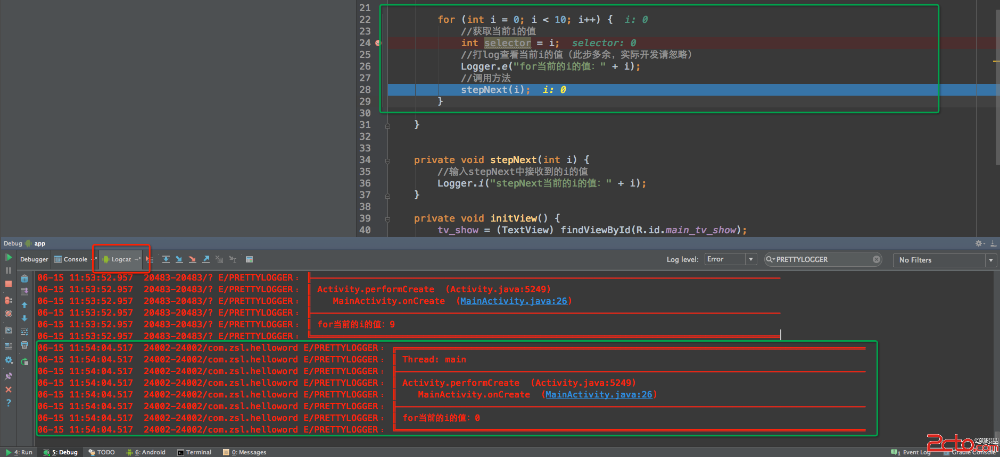 21
22 for (int i = 0; i < 10; i++) { i: 0
23 //获取当前i的值
24 int selector = i; selector: 0
25 //打log查看当前i的值（此步多余，实际开发请忽略）
26 Logger.e("for当前的i的值：" + i);
27 //调用方法
28 stepNext(i); i: 0
29 }
30
31 }
32
33
34 private void stepNext(int i) {
35 //输入stepNext中接收到的i的值
36 Logger.i("stepNext当前的i的值：" + i);
37 }
38
39 private void initView() {
40 tv_show = (TextView) findViewById(R.id.main_tv_show);
Debug app
Debugger Console Logcat Log level: Error PRETTYLOGGER No Filters
06-15 11:53:52.957 20483-20483/? E/PRETTYLOGGER:
06-15 11:53:52.957 20483-20483/? E/PRETTYLOGGER: Activity.performCreate (Activity.java:5249)
06-15 11:53:52.957 20483-20483/? E/PRETTYLOGGER: MainActivity.onCreate (MainActivity.java:26)
06-15 11:53:52.957 20483-20483/? E/PRETTYLOGGER:
06-15 11:53:52.957 20483-20483/? E/PRETTYLOGGER: for当前的i的值：9
06-15 11:53:52.957 20483-20483/? E/PRETTYLOGGER:
06-15 11:54:04.517 24002-24002/com.zsl.helloword E/PRETTYLOGGER:
06-15 11:54:04.517 24002-24002/com.zsl.helloword E/PRETTYLOGGER: Thread: main
06-15 11:54:04.517 24002-24002/com.zsl.helloword E/PRETTYLOGGER:
06-15 11:54:04.517 24002-24002/com.zsl.helloword E/PRETTYLOGGER: Activity.performCreate (Activity.java:5249)
06-15 11:54:04.517 24002-24002/com.zsl.helloword E/PRETTYLOGGER: MainActivity.onCreate (MainActivity.java:26)
06-15 11:54:04.517 24002-24002/com.zsl.helloword E/PRETTYLOGGER:
06-15 11:54:04.517 24002-24002/com.zsl.helloword E/PRETTYLOGGER: for当前的i的值：0
06-15 11:54:04.517 24002-24002/com.zsl.helloword E/PRETTYLOGGER:
4: Run 5: Debug TODO 6: Android Terminal 0: Messages 1 Event Log Gradle Console
2cto.com